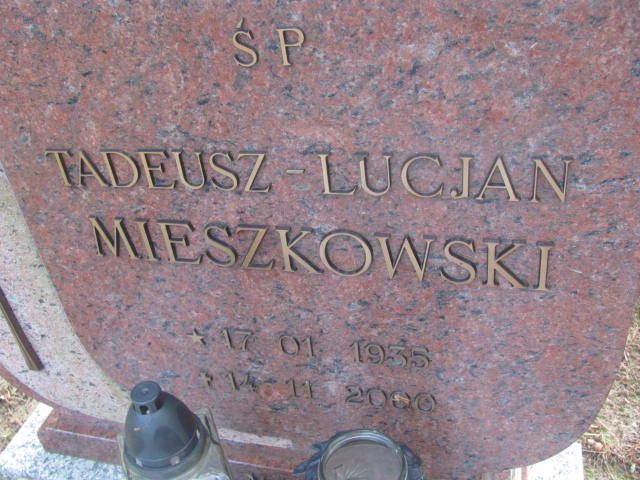 ŚP
TADEUSZ - LUCJAN
MIESZKOWSKI
17 01 1935
14 11 2000